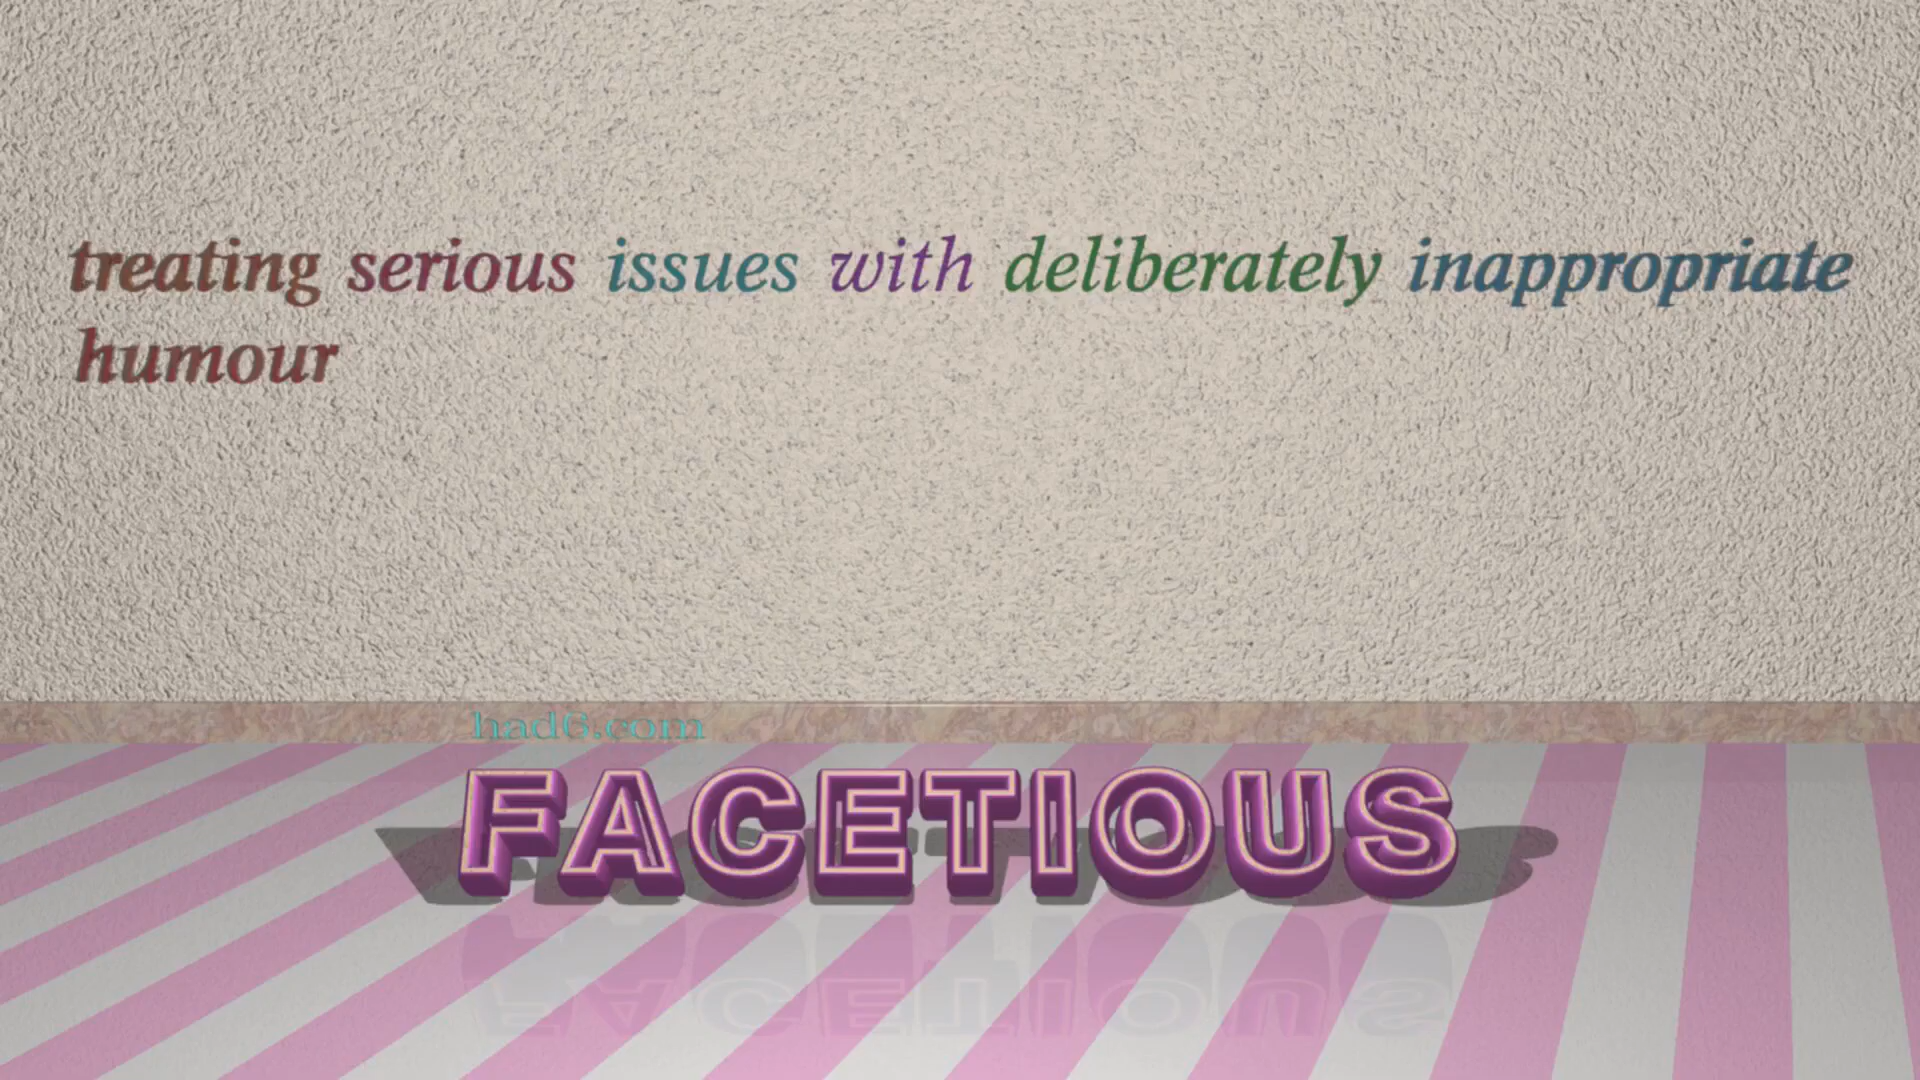 treating serious issues with deliberately inappropriate
humour
had6.com
FACETIOUS